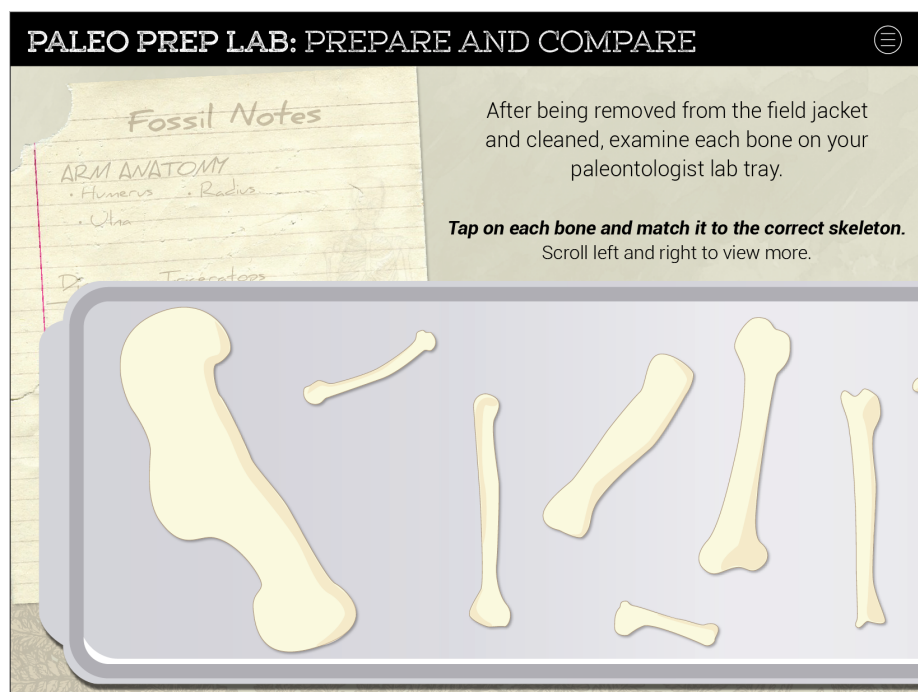 PALEO PREP LAB: PREPARE AND COMPARE
Fossil Notes
ARM ANATOMY
• Humerus • Radius
• Ulna
Triceratops
After being removed from the field jacket
and cleaned, examine each bone on your
paleontologist lab tray.
Tap on each bone and match it to the correct skeleton.
Scroll left and right to view more.